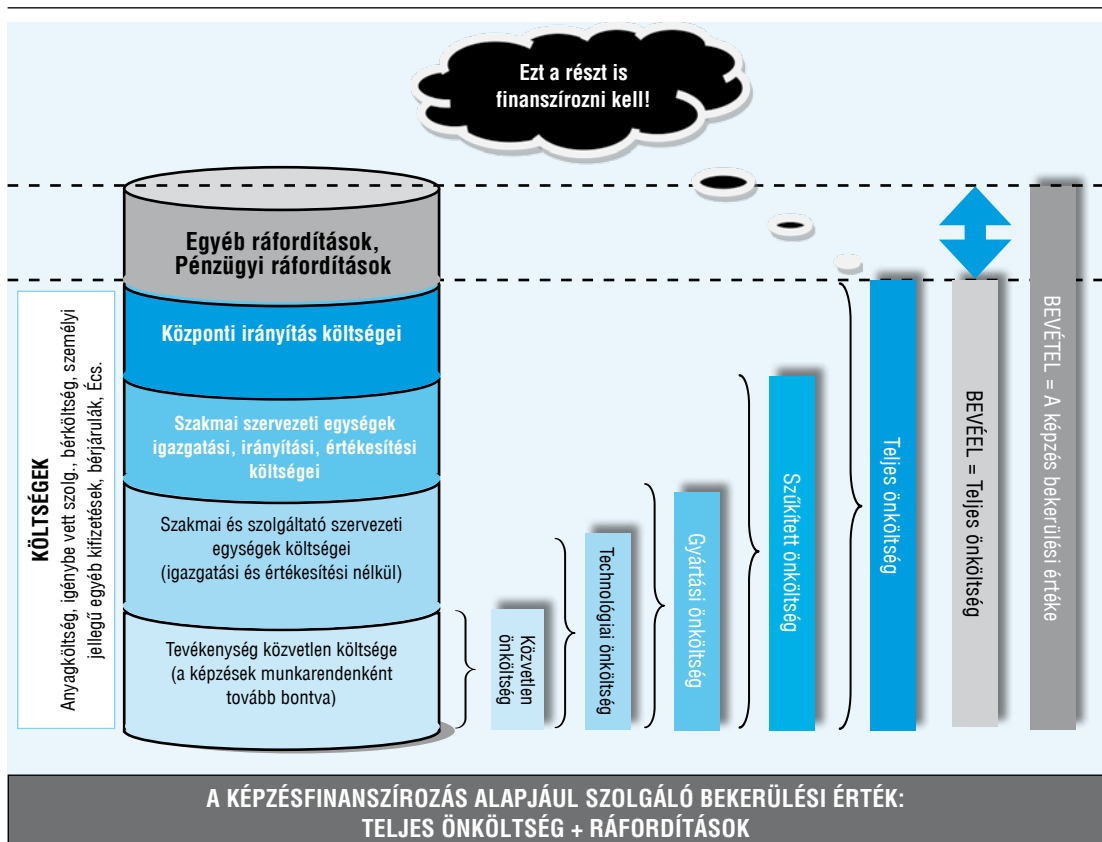 Ezt a részt is
finanszírozni kell!
Egyéb ráfordítások,
Pénzügyi ráfordítások
Központi irányítás költségei
Szakmai szervezeti egységek
igazgatási, irányítási, értékesítési
költségei
Szakmai és szolgáltató szervezeti
egységek költségei
(igazgatási és értékesítési nélkül)
Tevékenység közvetlen költsége
(a képzések munkarendenként
tovább bontva)
KÖLTSÉGEK
Anyagköltség, igénybe vett szolg., bérköltség, személyi
jellegű egyéb kifizetések, bérjárulák, Écs.
Közvetlen
önköltség
Technológiai önköltség
Gyártási önköltség
Szűkített önköltség
Teljes önköltség
BEVÉEL = Teljes önköltség
BEVÉTEL = A képzés bekerülési értéke
A KÉPZÉSFINANSZÍROZÁS ALAPJÁUL SZOLGÁLÓ BEKERÜLÉSI ÉRTÉK:
TELJES ÖNKÖLTSÉG + RÁFORDÍTÁSOK